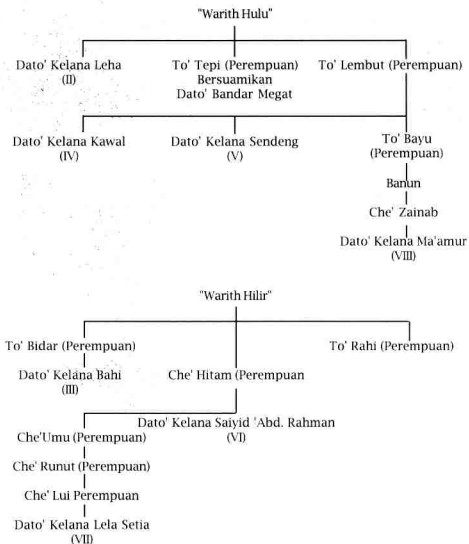 "Warith Hulu"
Dato' Kelana Leha
(II)
To' Tepi (Perempuan)
Bersuamikan
Dato' Bandar Megat
To' Lembut (Perempuan)
Dato' Kelana Kawal
(IV)
Dato' Kelana Sendeng
(V)
To' Bayu
(Perempuan)
Banun
Che' Zainab
Dato' Kelana Ma'amur
(VIII)
"Warith Hilir"
To' Bidar (Perempuan)
Dato' Kelana Bahi
(III)
Che' Hitam (Perempuan
To' Rahi (Perempuan)
Dato' Kelana Saiyid 'Abd. Rahman
(VI)
Che'Umu (Perempuan)
Che' Runut (Perempuan)
Che' Lui Perempuan
Dato' Kelana Lela Setia
(VII)